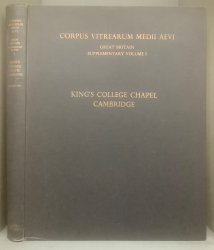 CORPUS VITREARUM MEDII AEVI
GREAT BRITAIN
SUPPLEMENTARY VOLUME I
KING'S COLLEGE CHAPEL
CAMBRIDGE